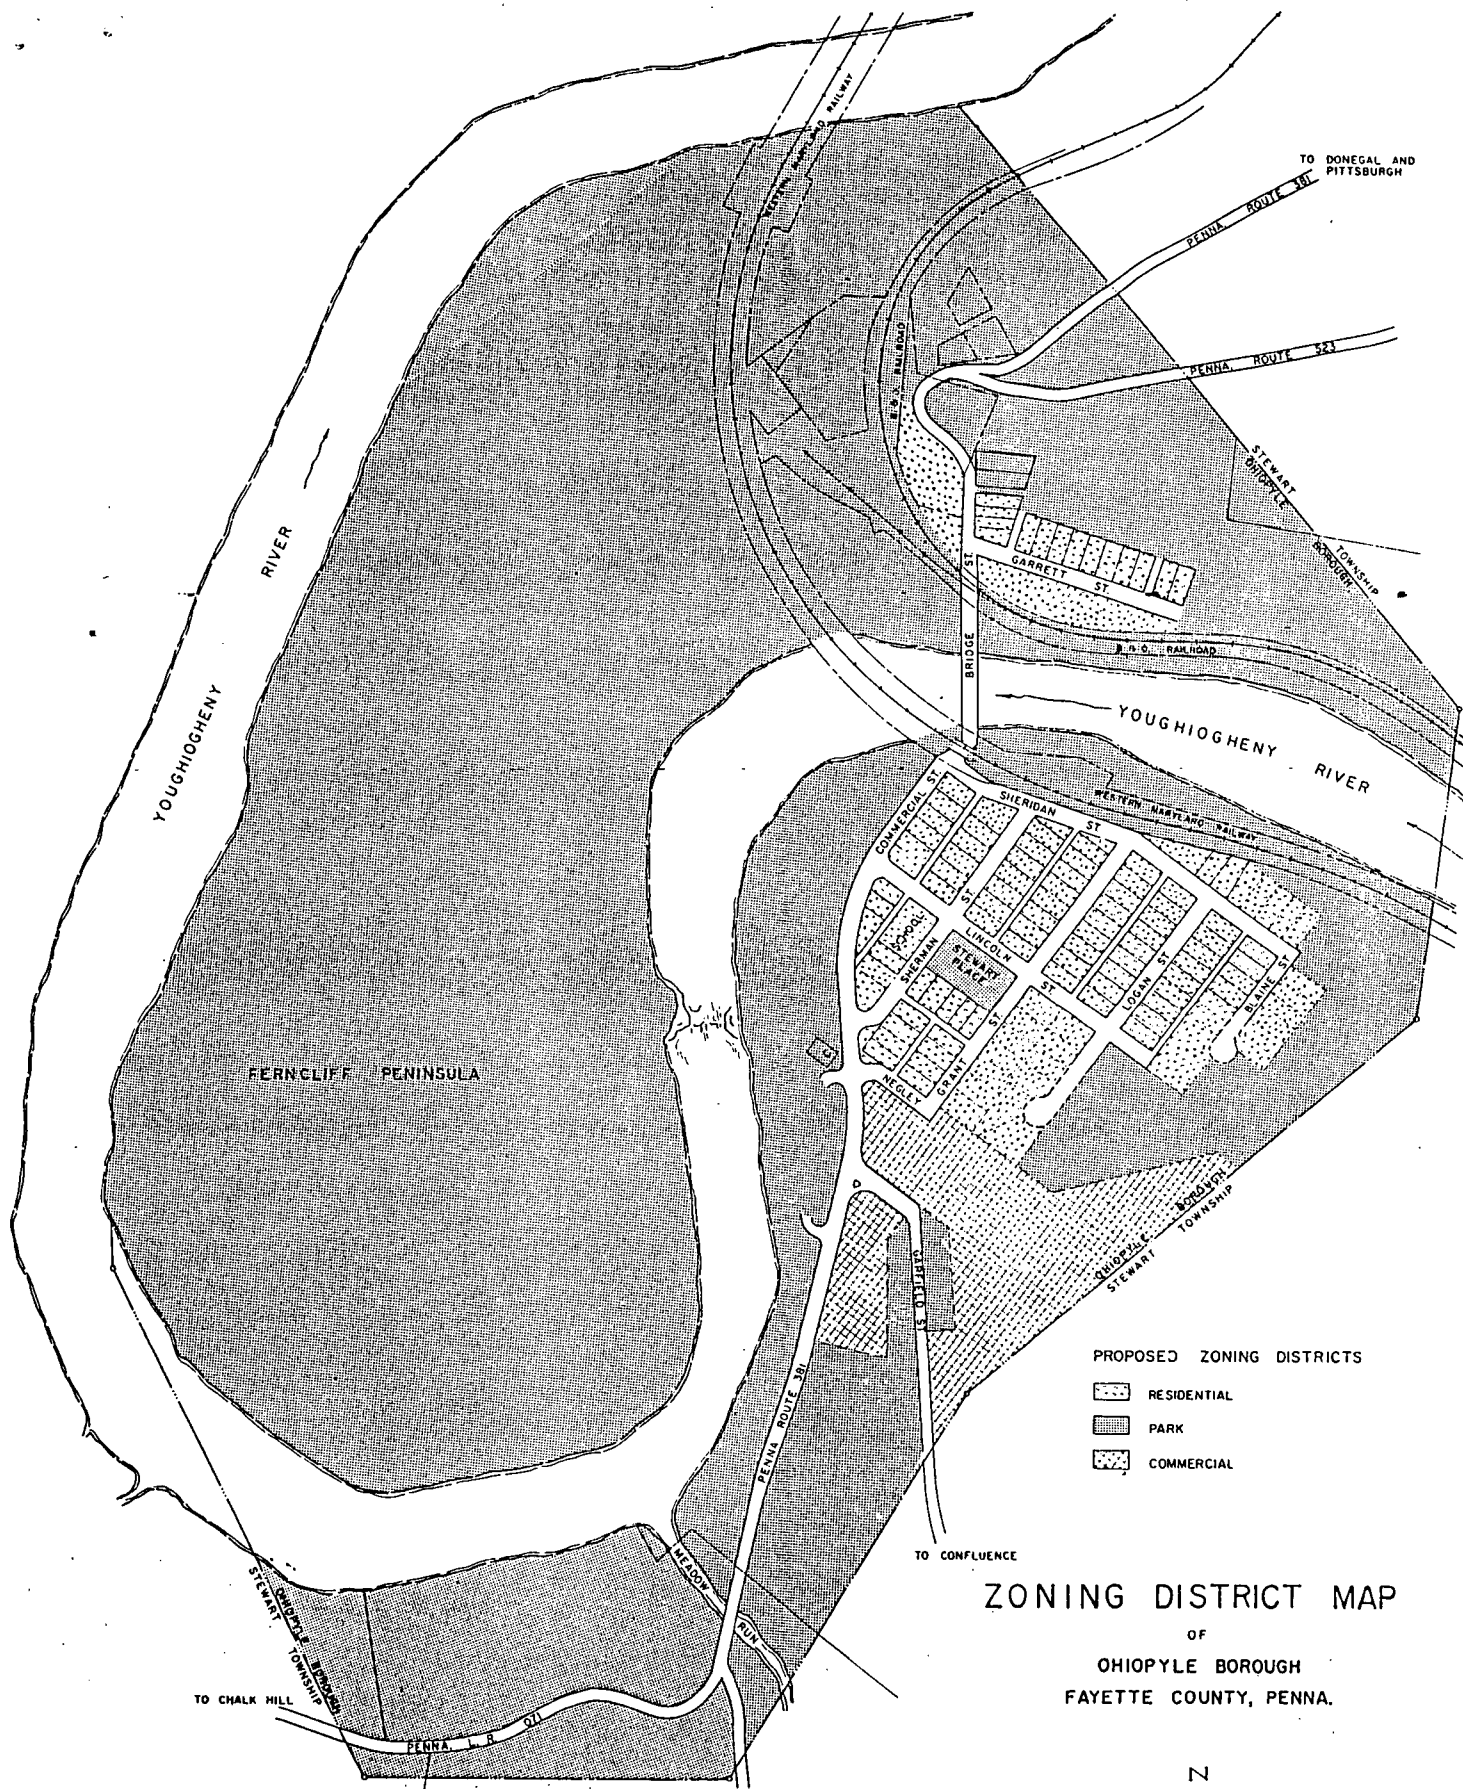 WESTERN MARYLAND RAILWAY
TO DONEGAL AND
PITTSBURGH
PENNA. ROUTE 381
B. & O. RAILROAD
PENNA. ROUTE 523
STEWART
OHIOPYLE
TOWNSHIP
BOROUGH
RIVER
YOUGHIOGHENY
GARRETT ST
BRIDGE ST.
B. & O. RAILROAD
YOUGHIOGHENY RIVER
COMMERCIAL ST.
SHERIDAN ST
WESTERN MARYLAND RAILWAY
SCHOOL
SHERMAN ST.
LINCOLN ST
STEWART
PLACE
LOGAN ST
BLAINE ST
FERNCLIFF PENINSULA
NEGLEY
GRANT ST.
OHIOPYLE BOROUGH
STEWART TOWNSHIP
GARFIELD ST
PENNA ROUTE 381
PROPOSED ZONING DISTRICTS
RESIDENTIAL
PARK
COMMERCIAL
TO CONFLUENCE
MEADOW RUN
OHIOPYLE BOROUGH
STEWART TOWNSHIP
TO CHALK HILL
PENNA. L. R.
ZONING DISTRICT MAP
OF
OHIOPYLE BOROUGH
FAYETTE COUNTY, PENNA.
N